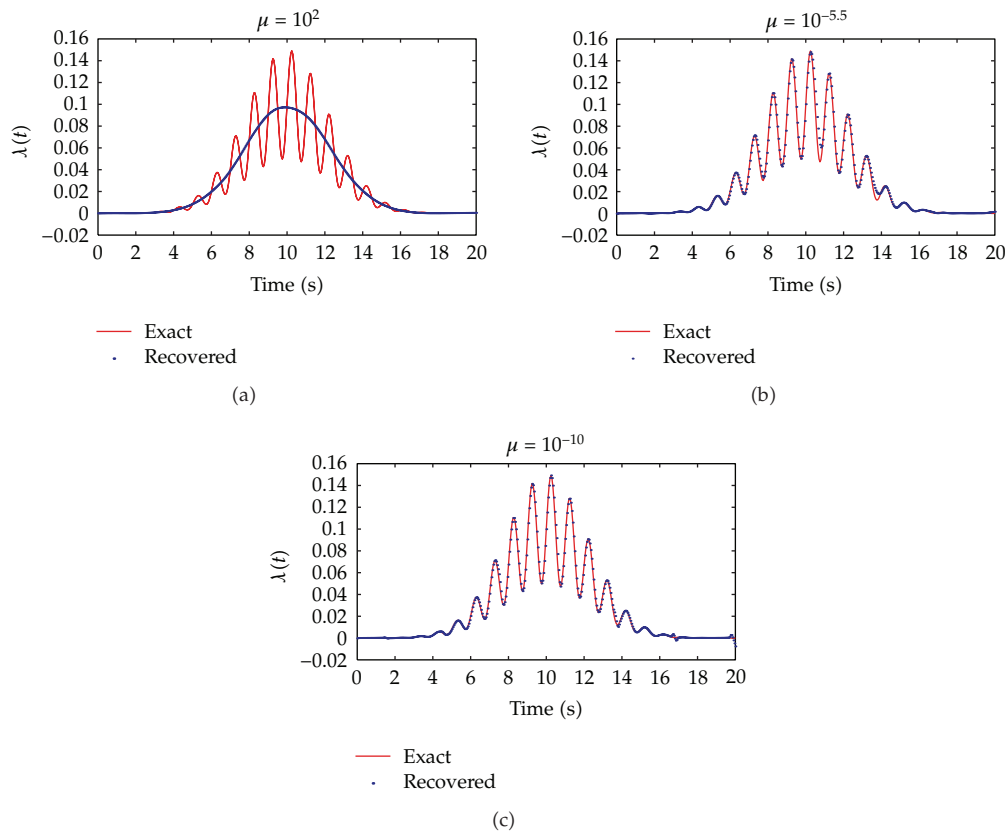 μ = 10²
0.16
0.14
0.12
0.1
0.08
0.06
0.04
0.02
0
−0.02
λ(t)
0 2 4 6 8 10 12 14 16 18 20
Time (s)
Exact
Recovered
(a)
μ = 10⁻⁵·⁵
0.16
0.14
0.12
0.1
0.08
0.06
0.04
0.02
0
−0.02
λ(t)
0 2 4 6 8 10 12 14 16 18 20
Time (s)
Exact
Recovered
(b)
μ = 10⁻¹⁰
0.16
0.14
0.12
0.1
0.08
0.06
0.04
0.02
0
−0.02
λ(t)
0 2 4 6 8 10 12 14 16 18 20
Time (s)
Exact
Recovered
(c)